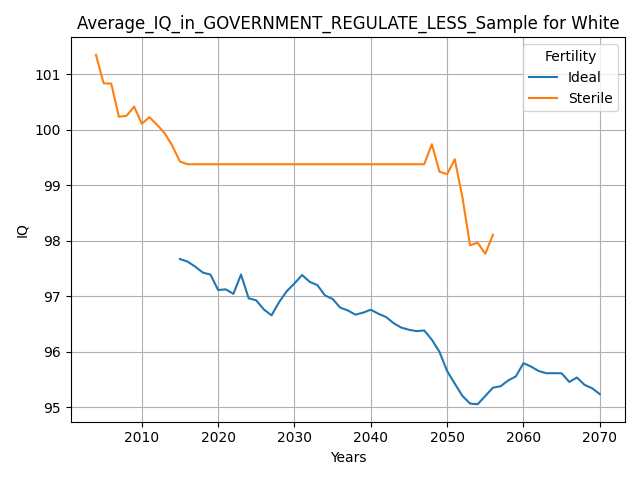 Average_IQ_in_GOVERNMENT_REGULATE_LESS_Sample for White
Fertility
Ideal
Sterile
IQ
101
100
99
98
97
96
95
2010
2020
2030
2040
2050
2060
2070
Years